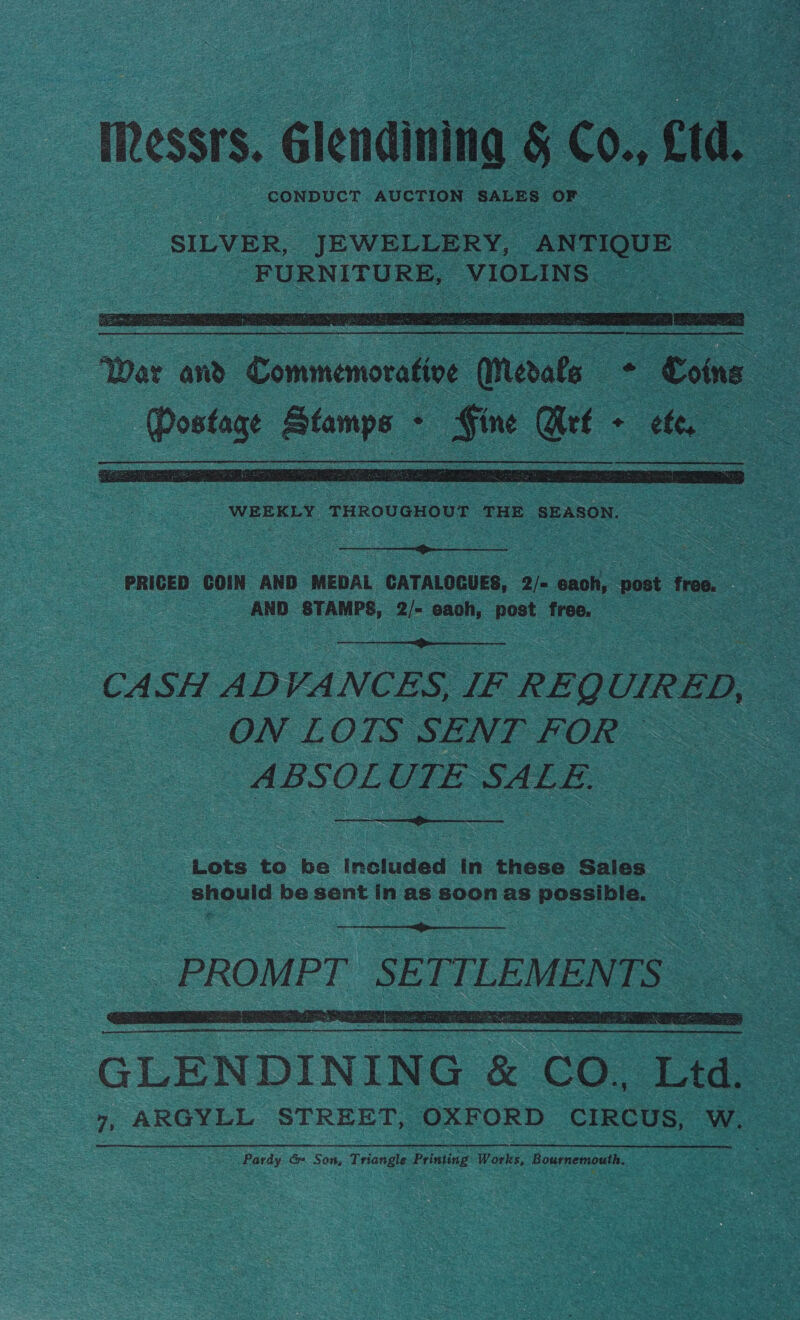 Messrs. Glendining & Co., Ltd.
CONDUCT AUCTION SALES OF
SILVER, JEWELLERY, ANTIQUE
FURNITURE, VIOLINS
War and Commemorative Medals • Coins
Postage Stamps • Fine Art • etc.
WEEKLY THROUGHOUT THE SEASON.
PRICED COIN AND MEDAL CATALOGUES, 2/- each, post free.
AND STAMPS, 2/- each, post free.
CASH ADVANCES, IF REQUIRED,
ON LOTS SENT FOR
ABSOLUTE SALE.
Lots to be included in these Sales
should be sent in as soon as possible.
PROMPT SETTLEMENTS
GLENDINING & CO., Ltd.
7, ARGYLL STREET, OXFORD CIRCUS, W.
Pardy & Son, Triangle Printing Works, Bournemouth.